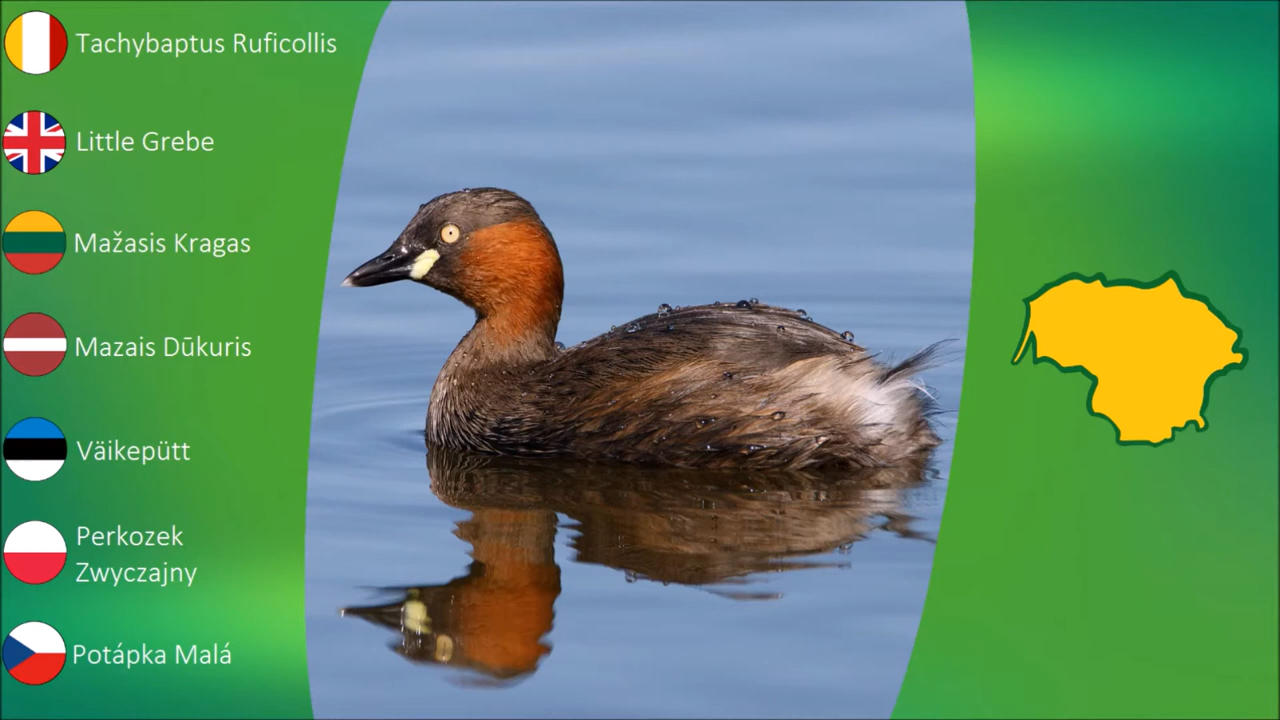 Tachybaptus Ruficollis
Little Grebe
Mažasis Kragas
Mazais Dūkuris
Väikepütt
Perkozek
Zwyczajny
Potápka Malá